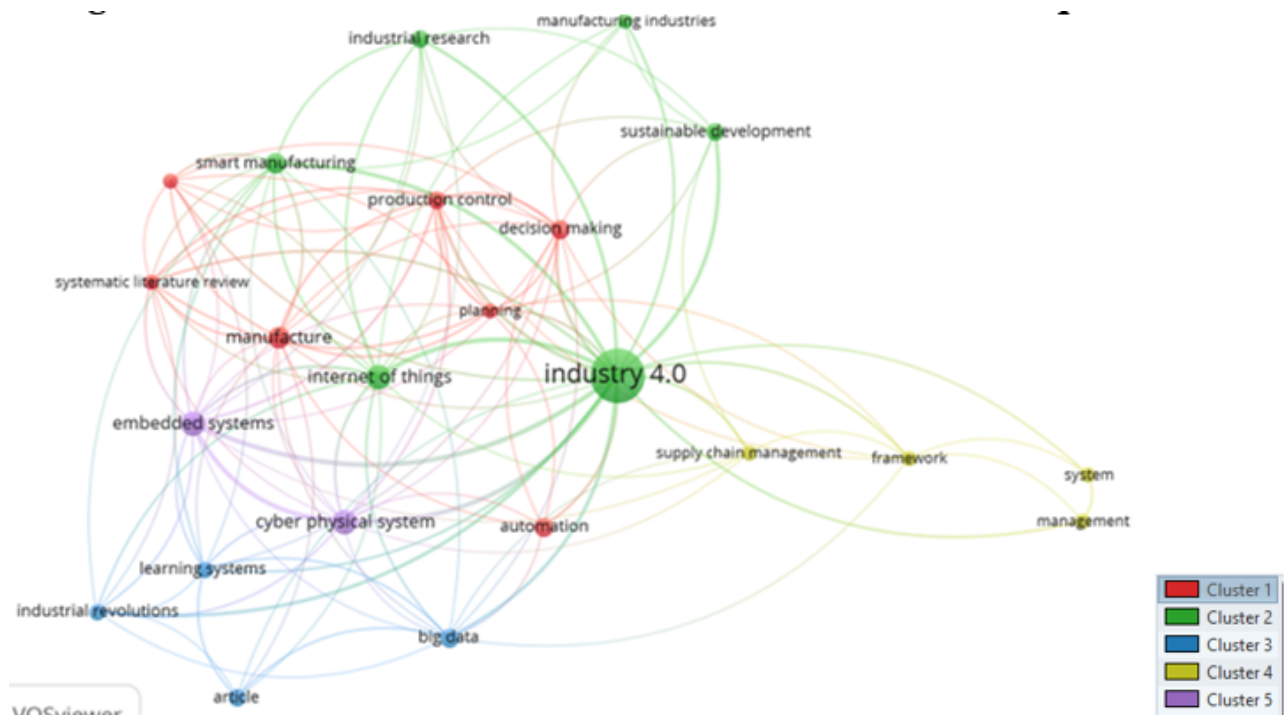 manufacturing industries
industrial research
sustainable development
smart manufacturing
production control
decision making
systematic literature review
planning
manufacture
internet of things
industry 4.0
embedded systems
supply chain management
framework
system
cyber physical system
automation
management
learning systems
industrial revolutions
big data
article
Cluster 1
Cluster 2
Cluster 3
Cluster 4
Cluster 5
VOSviewer